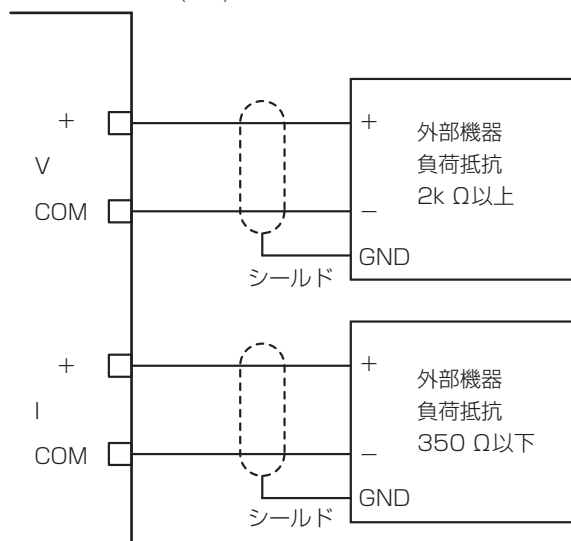 +
V
COM
+
外部機器
負荷抵抗
2k Ω以上
−
GND
シールド
+
I
COM
+
外部機器
負荷抵抗
350 Ω以下
−
GND
シールド